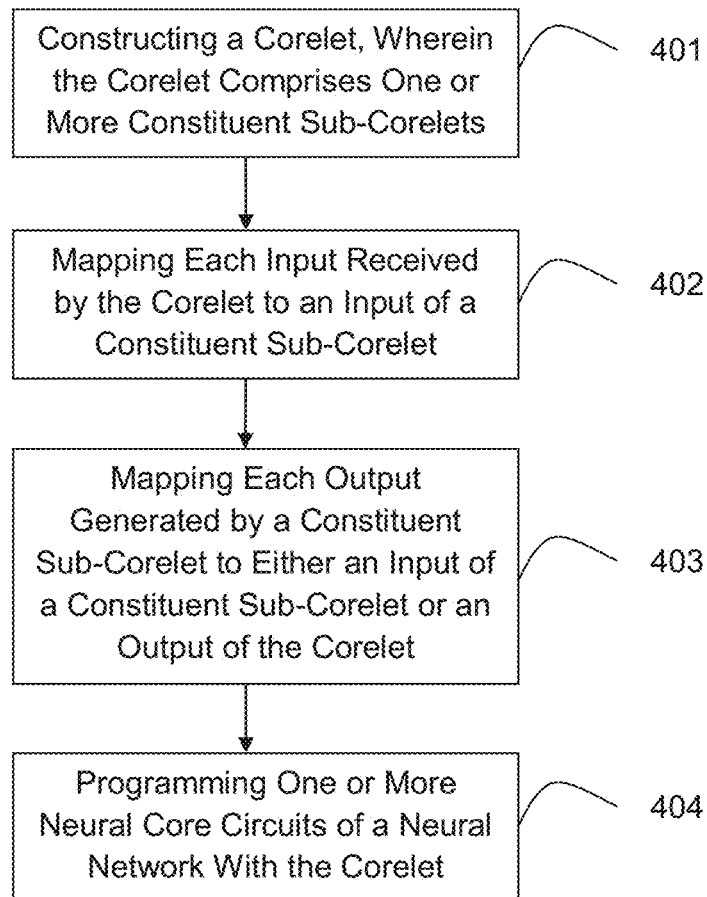 Constructing a Corelet, Wherein
the Corelet Comprises One or
More Constituent Sub-Corelets
401
Mapping Each Input Received
by the Corelet to an Input of a
Constituent Sub-Corelet
402
Mapping Each Output
Generated by a Constituent
Sub-Corelet to Either an Input of
a Constituent Sub-Corelet or an
Output of the Corelet
403
Programming One or More
Neural Core Circuits of a Neural
Network With the Corelet
404